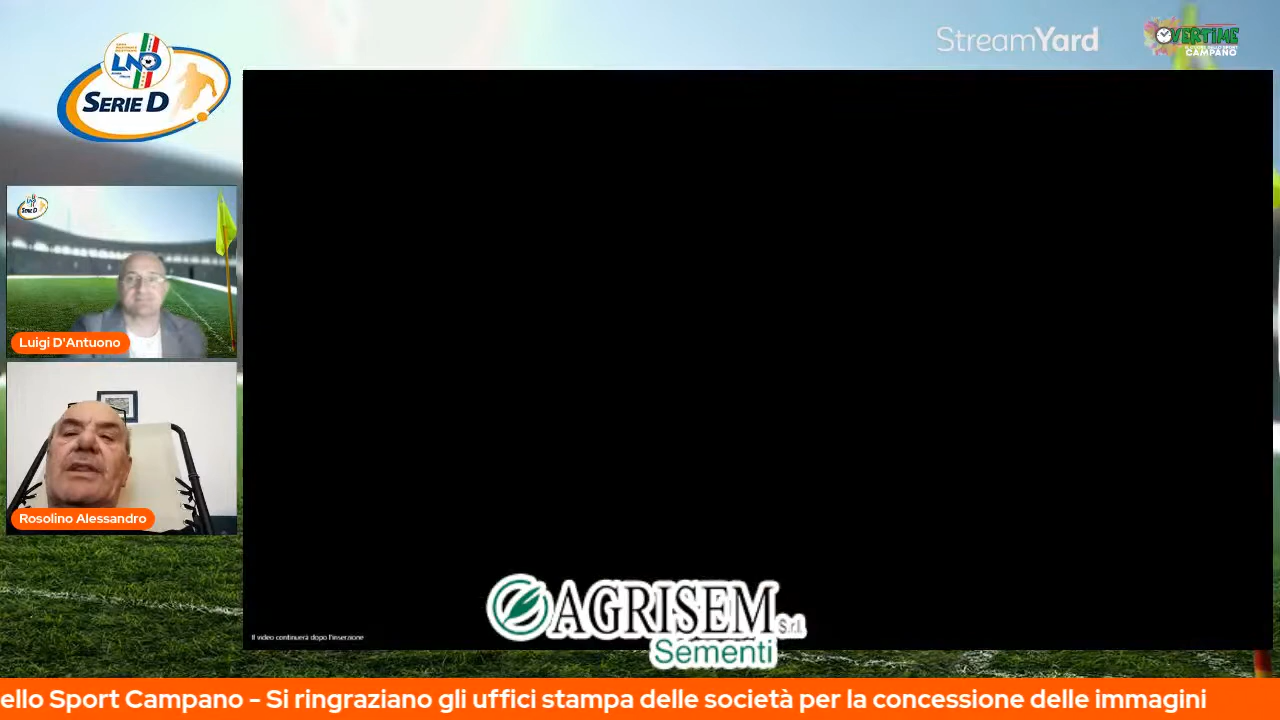 StreamYard
OVERTIME
CAMPANO
LND
SERIE D
SERIE D
Luigi D'Antuono
Rosolino Alessandro
Il video continuerà dopo l'inserzione
AGRISEM S.r.l.
Sementi
ello Sport Campano - Si ringraziano gli uffici stampa delle società per la concessione delle immagini